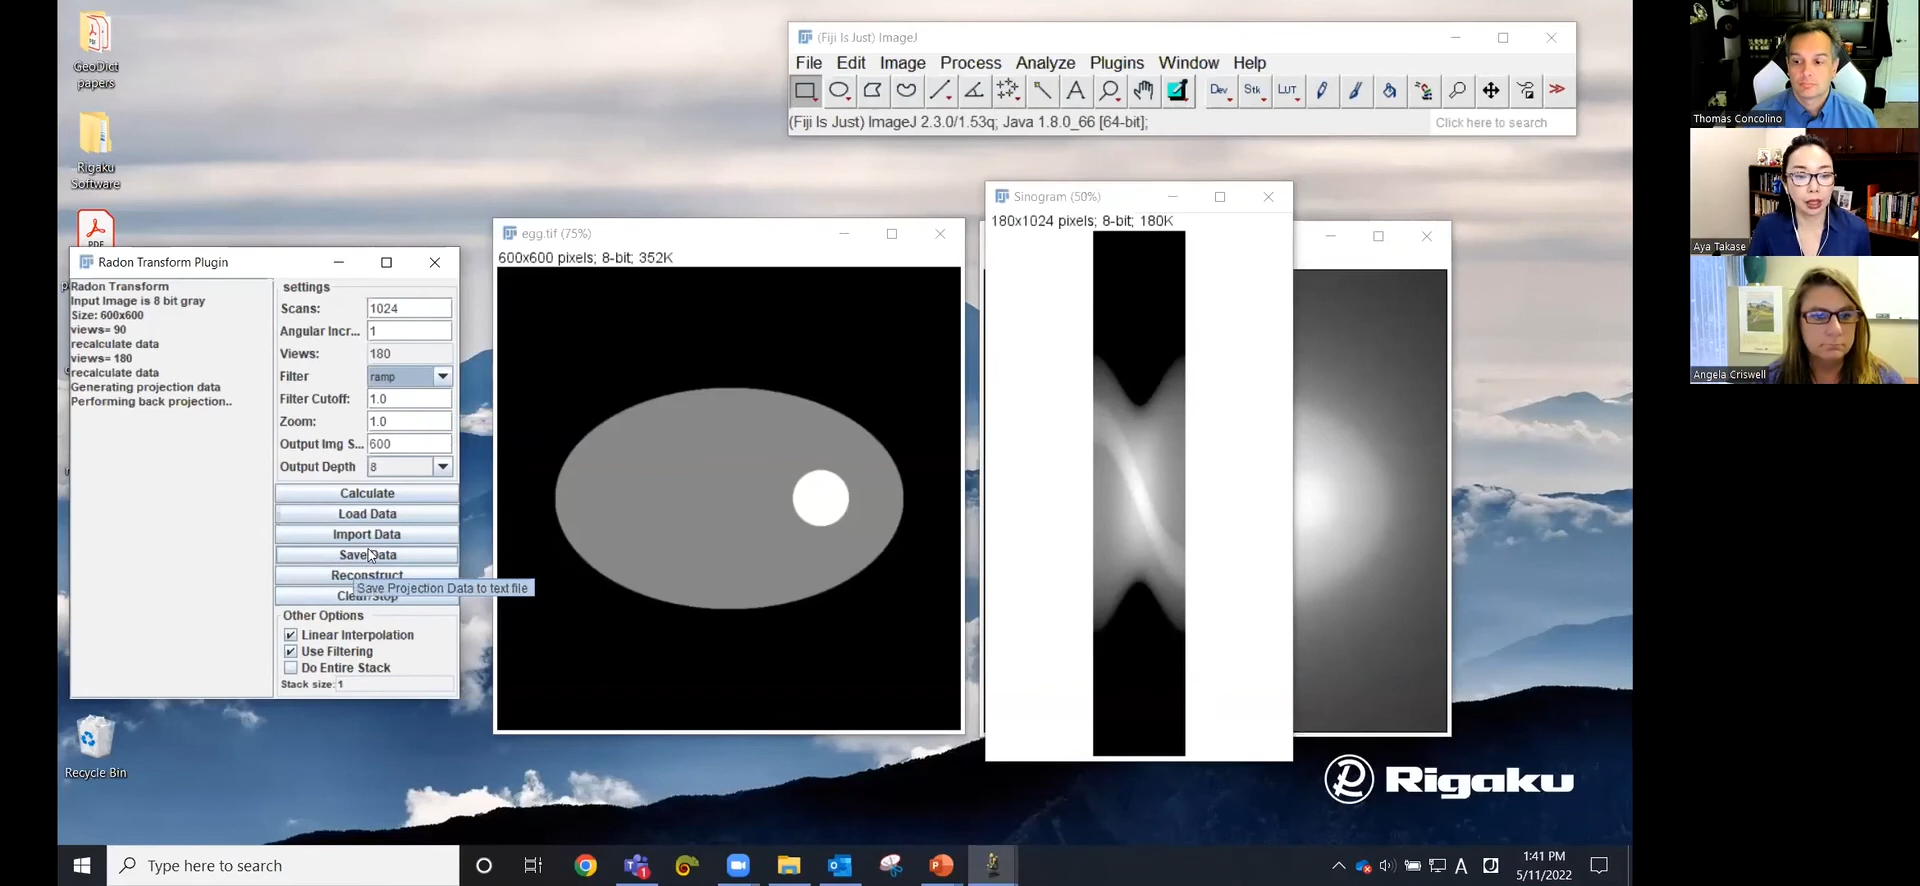 GeoDict
papers
Rigaku
Software
PDF
(Fiji Is Just) ImageJ
File Edit Image Process Analyze Plugins Window Help
Dev Stk LUT
(Fiji Is Just) ImageJ 2.3.0/1.53q; Java 1.8.0_66 [64-bit];
Click here to search
Radon Transform Plugin
Radon Transform
Input Image is 8 bit gray
Size: 600x600
views= 90
recalculate data
views= 180
recalculate data
Generating projection data
Performing back projection..
settings
Scans: 1024
Angular Incr... 1
Views: 180
Filter ramp
Filter Cutoff: 1.0
Zoom: 1.0
Output Img S... 600
Output Depth 8
Calculate
Load Data
Import Data
Save Data
Reconstruct
Save Projection Data to text file
Clear/Stop
Other Options
Linear Interpolation
Use Filtering
Do Entire Stack
Stack size: 1
egg.tif (75%)
600x600 pixels; 8-bit; 352K
Sinogram (50%)
180x1024 pixels; 8-bit; 180K
Rigaku
Recycle Bin
Type here to search
1:41 PM
5/11/2022
Thomas Concolino
Aya Takase
Angela Criswell